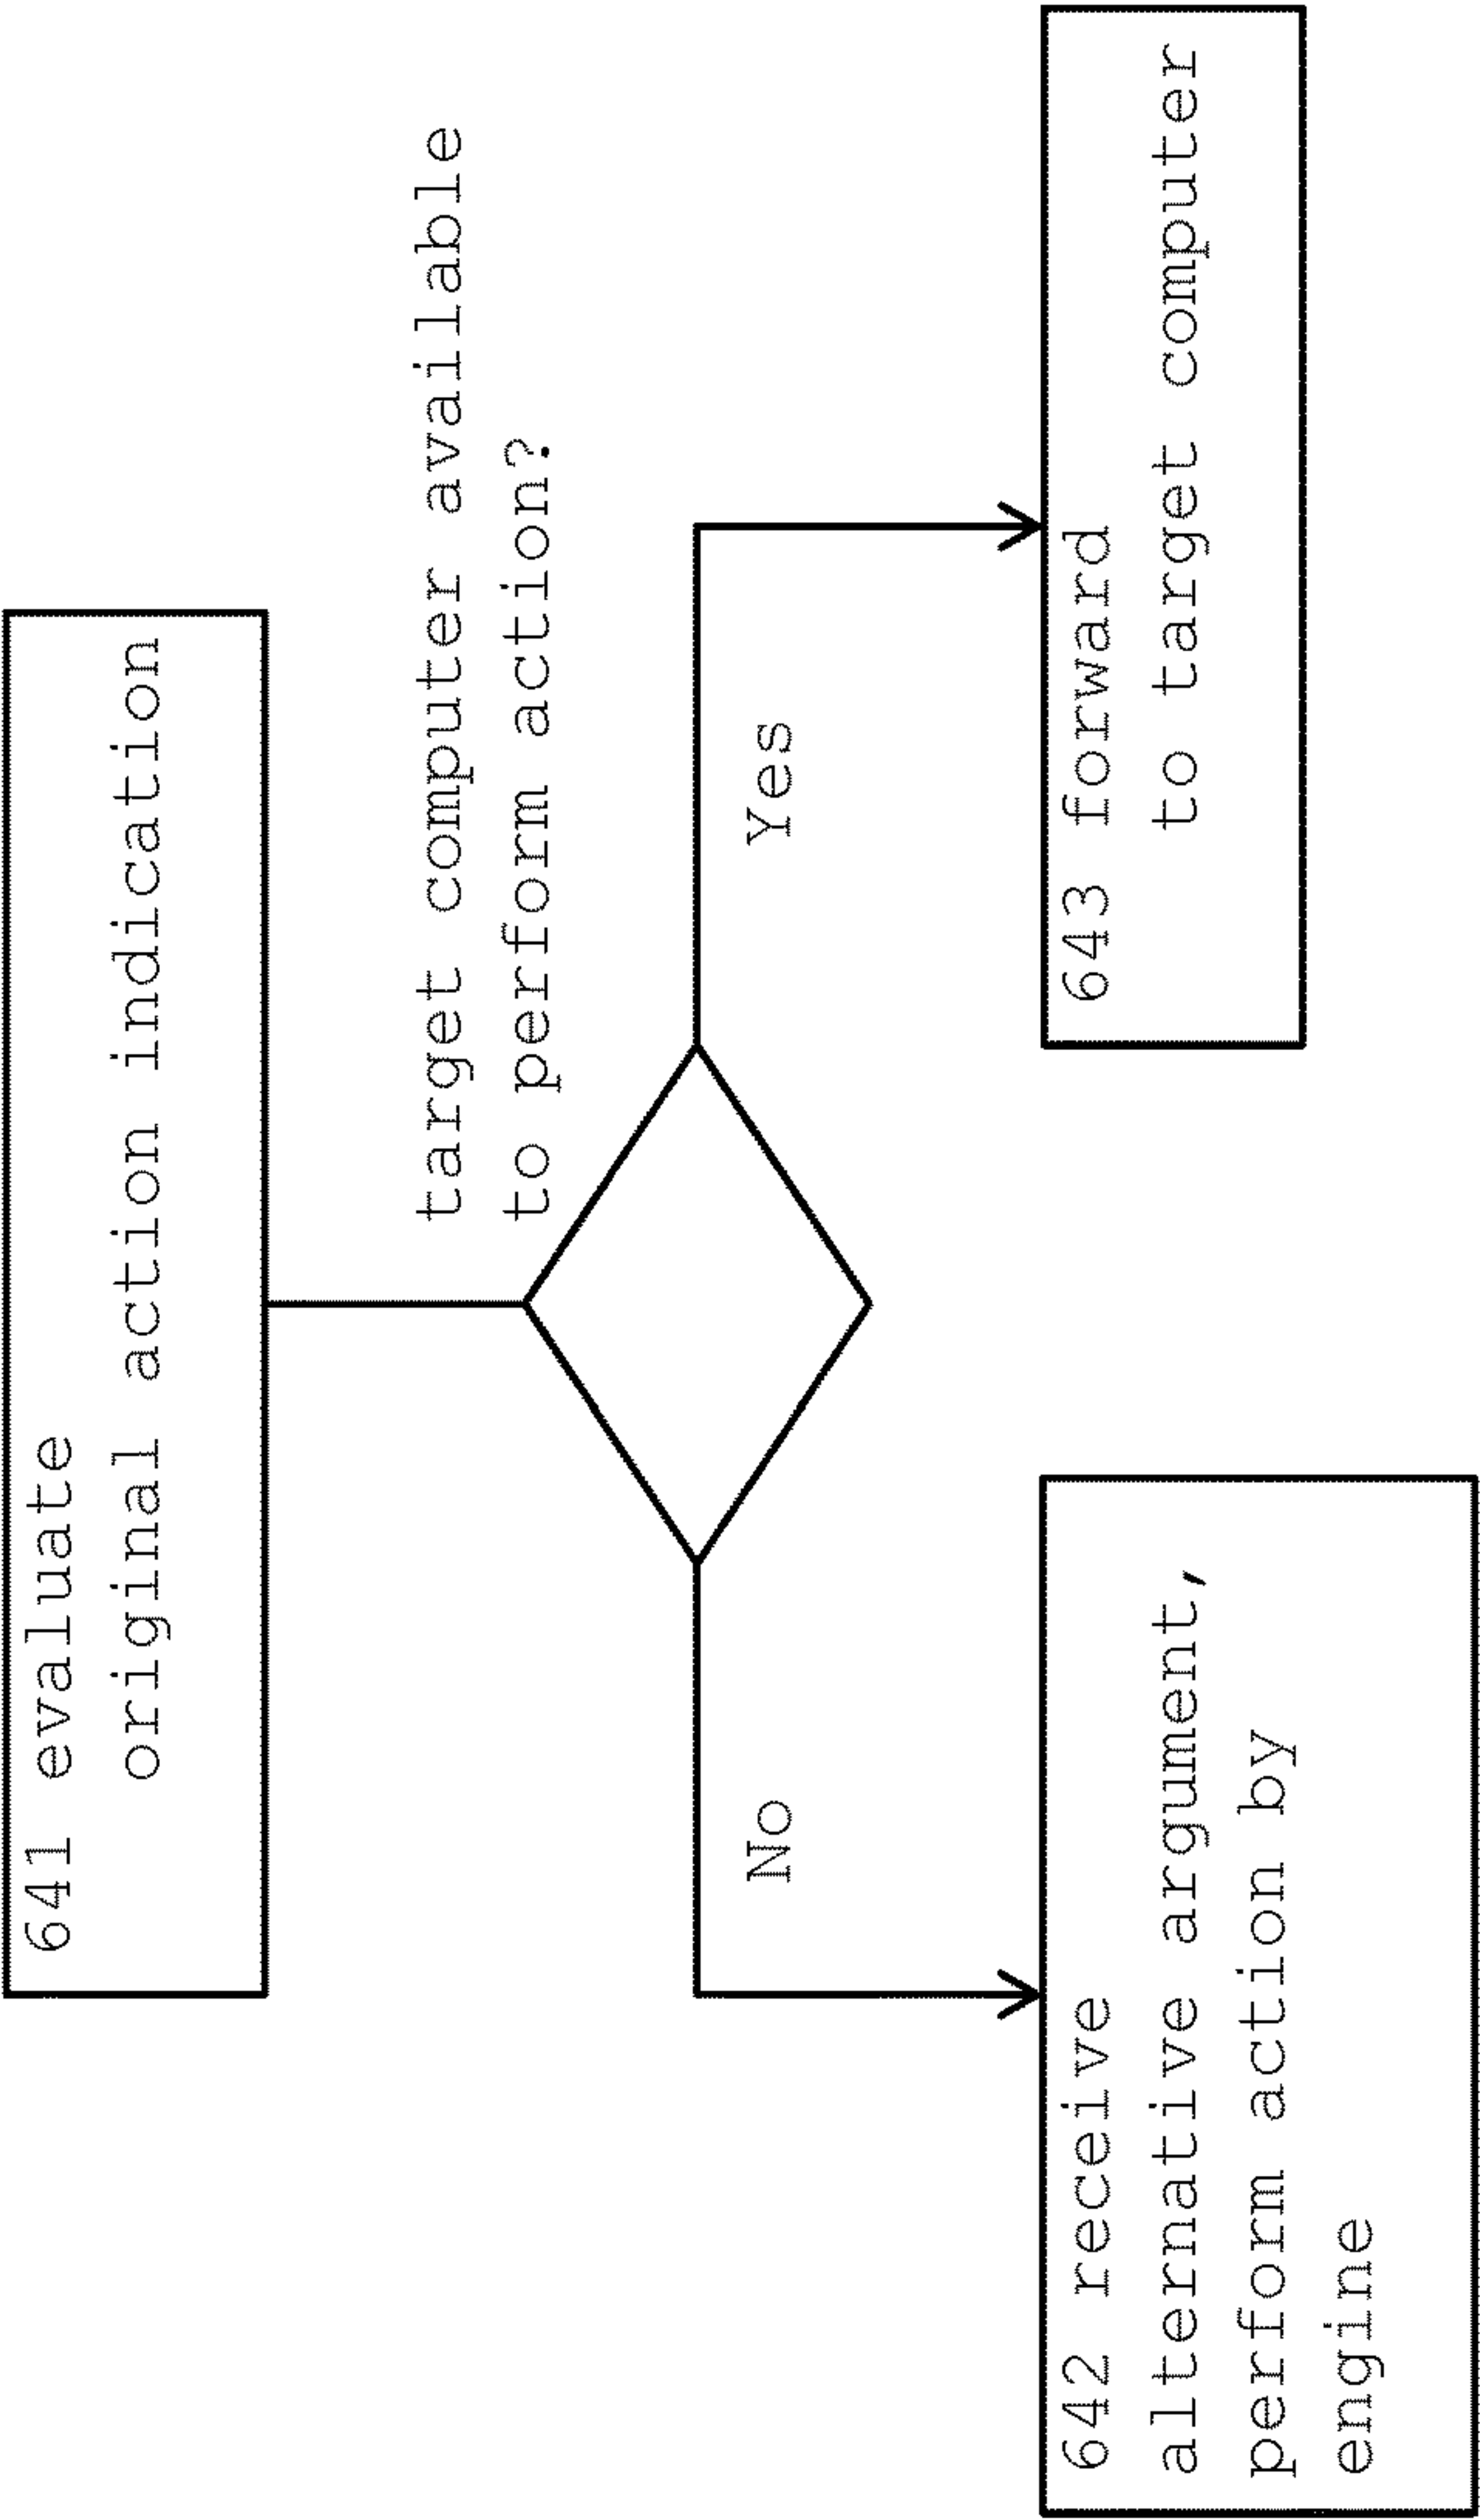 641 evaluate
original action indication
target computer available
to perform action?
No
Yes
642 receive
alternative argument,
perform action by
engine
643 forward
to target computer